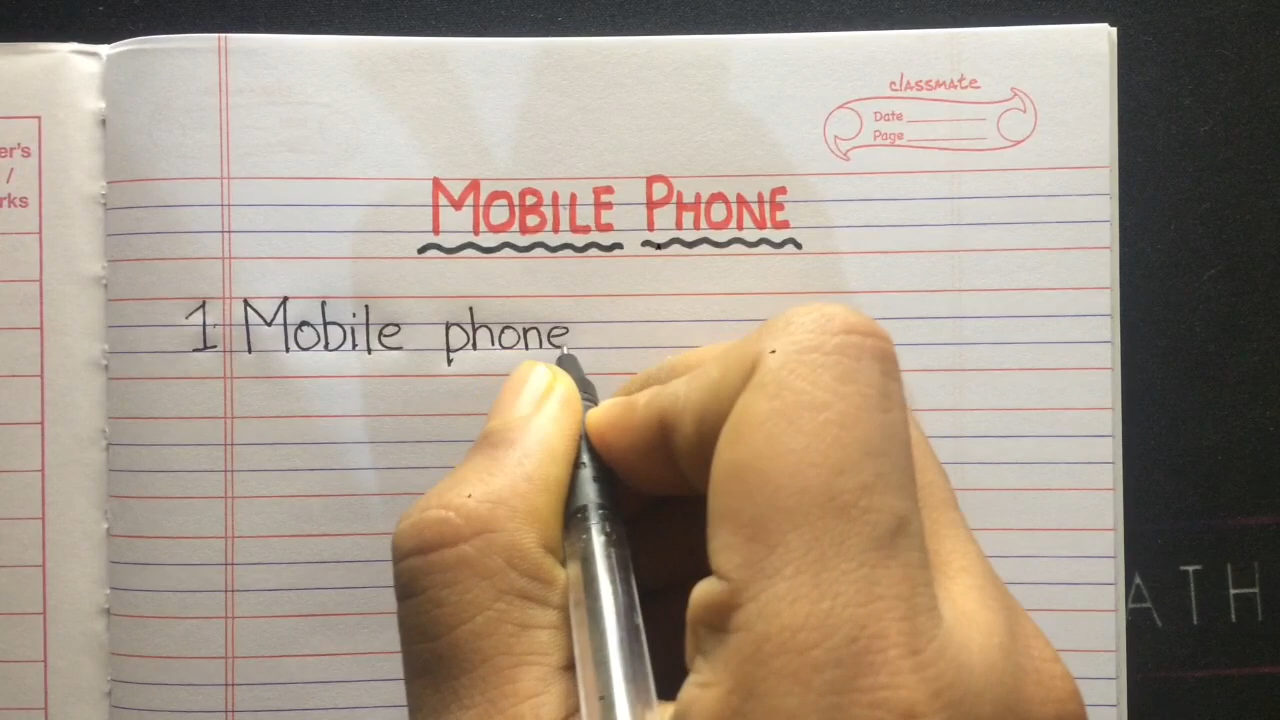 classmate
Date
Page
er's
/
rks
MOBILE PHONE
1 Mobile phone
ATH